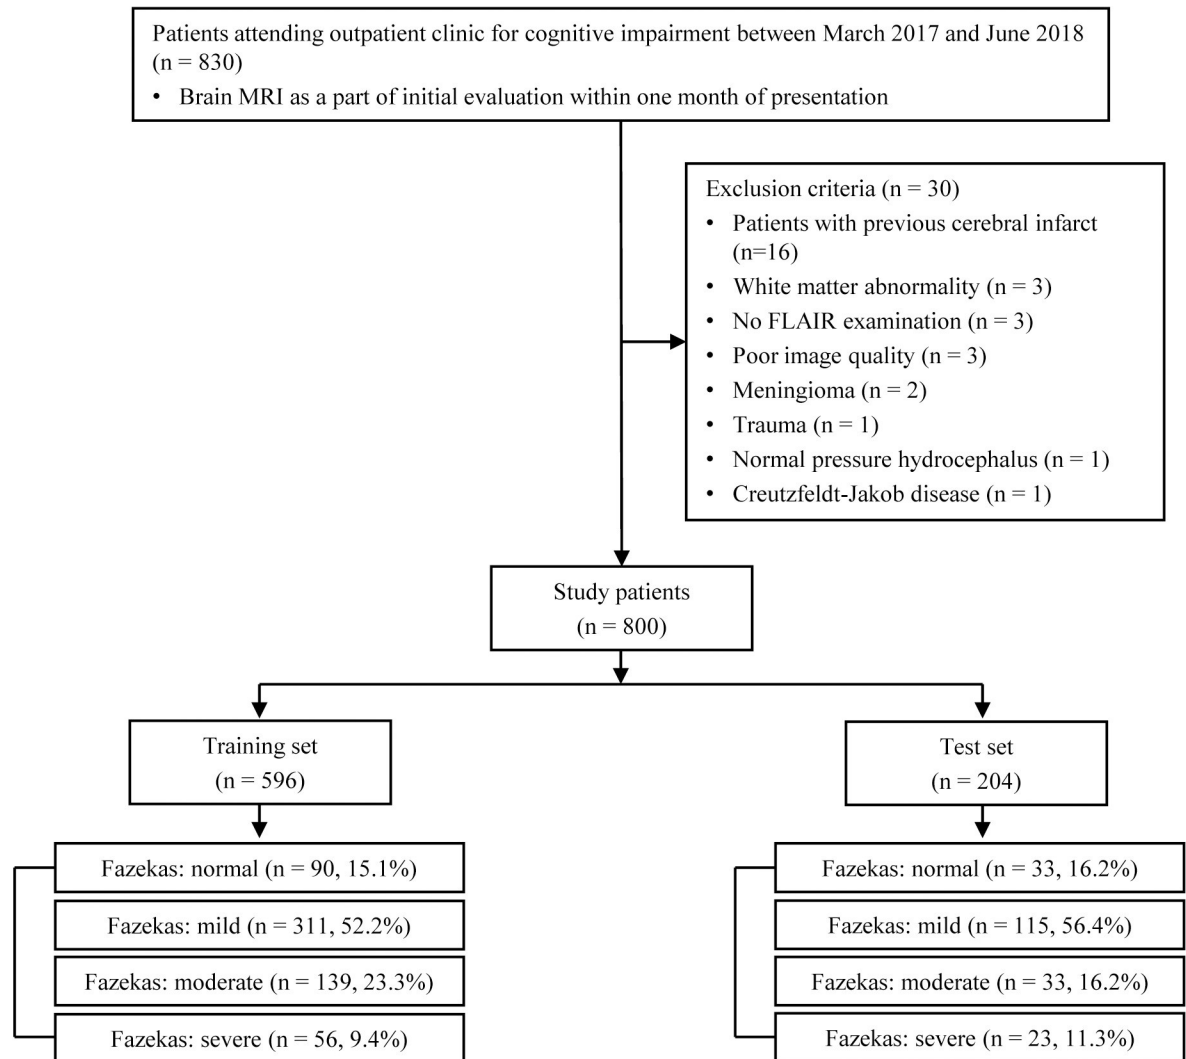 Patients attending outpatient clinic for cognitive impairment between March 2017 and June 2018
(n = 830)
• Brain MRI as a part of initial evaluation within one month of presentation
Exclusion criteria (n = 30)
• Patients with previous cerebral infarct
(n=16)
• White matter abnormality (n = 3)
• No FLAIR examination (n = 3)
• Poor image quality (n = 3)
• Meningioma (n = 2)
• Trauma (n = 1)
• Normal pressure hydrocephalus (n = 1)
• Creutzfeldt-Jakob disease (n = 1)
Study patients
(n = 800)
Training set
(n = 596)
Fazekas: normal (n = 90, 15.1%)
Fazekas: mild (n = 311, 52.2%)
Fazekas: moderate (n = 139, 23.3%)
Fazekas: severe (n = 56, 9.4%)
Test set
(n = 204)
Fazekas: normal (n = 33, 16.2%)
Fazekas: mild (n = 115, 56.4%)
Fazekas: moderate (n = 33, 16.2%)
Fazekas: severe (n = 23, 11.3%)